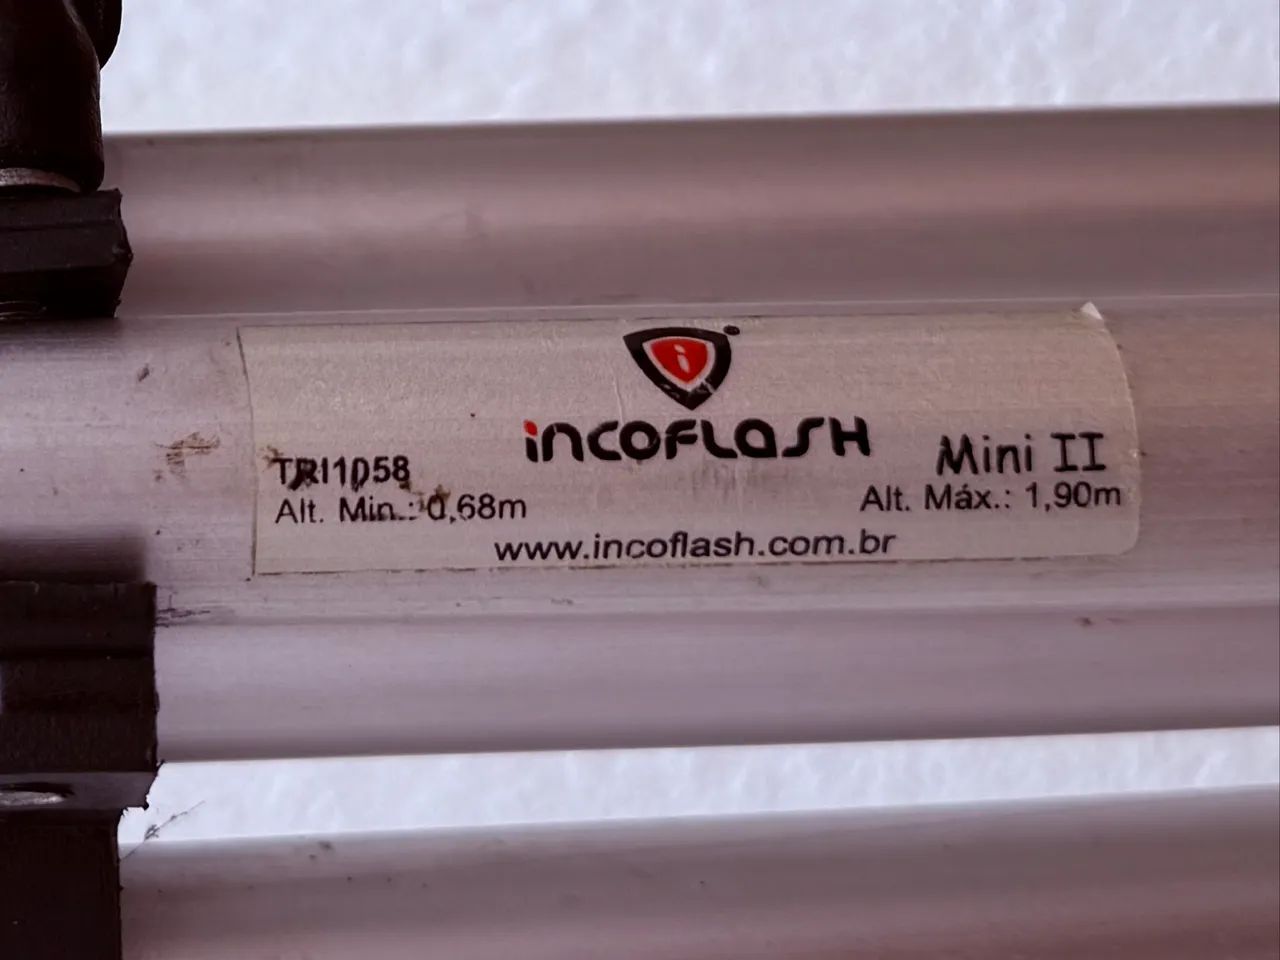 i
incoflash
Mini II
TRI1058
Alt. Min.: 0,68m
Alt. Máx.: 1,90m
www.incoflash.com.br